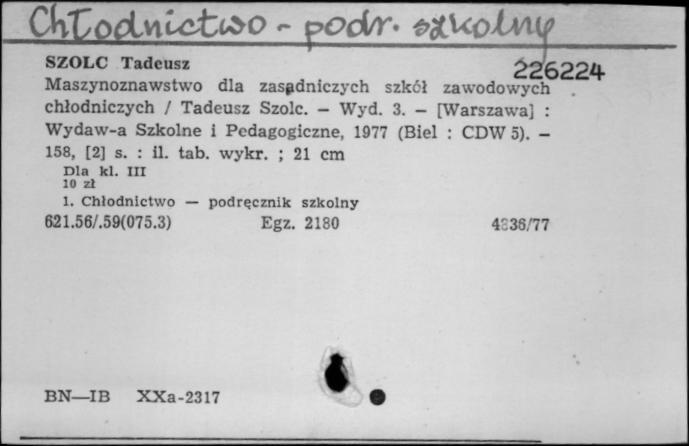 Chłodnictwo - podr. szkolny
SZOLC Tadeusz
226224
Maszynoznawstwo dla zasadniczych szkół zawodowych
chłodniczych / Tadeusz Szolc. — Wyd. 3. — [Warszawa] :
Wydaw-a Szkolne i Pedagogiczne, 1977 (Biel : CDW 5). —
158, [2] s. : il. tab. wykr. ; 21 cm
Dla kl. III
10 zł
1. Chłodnictwo — podręcznik szkolny
621.56/.59(075.3) Egz. 2180
BN—IB XXa-2317